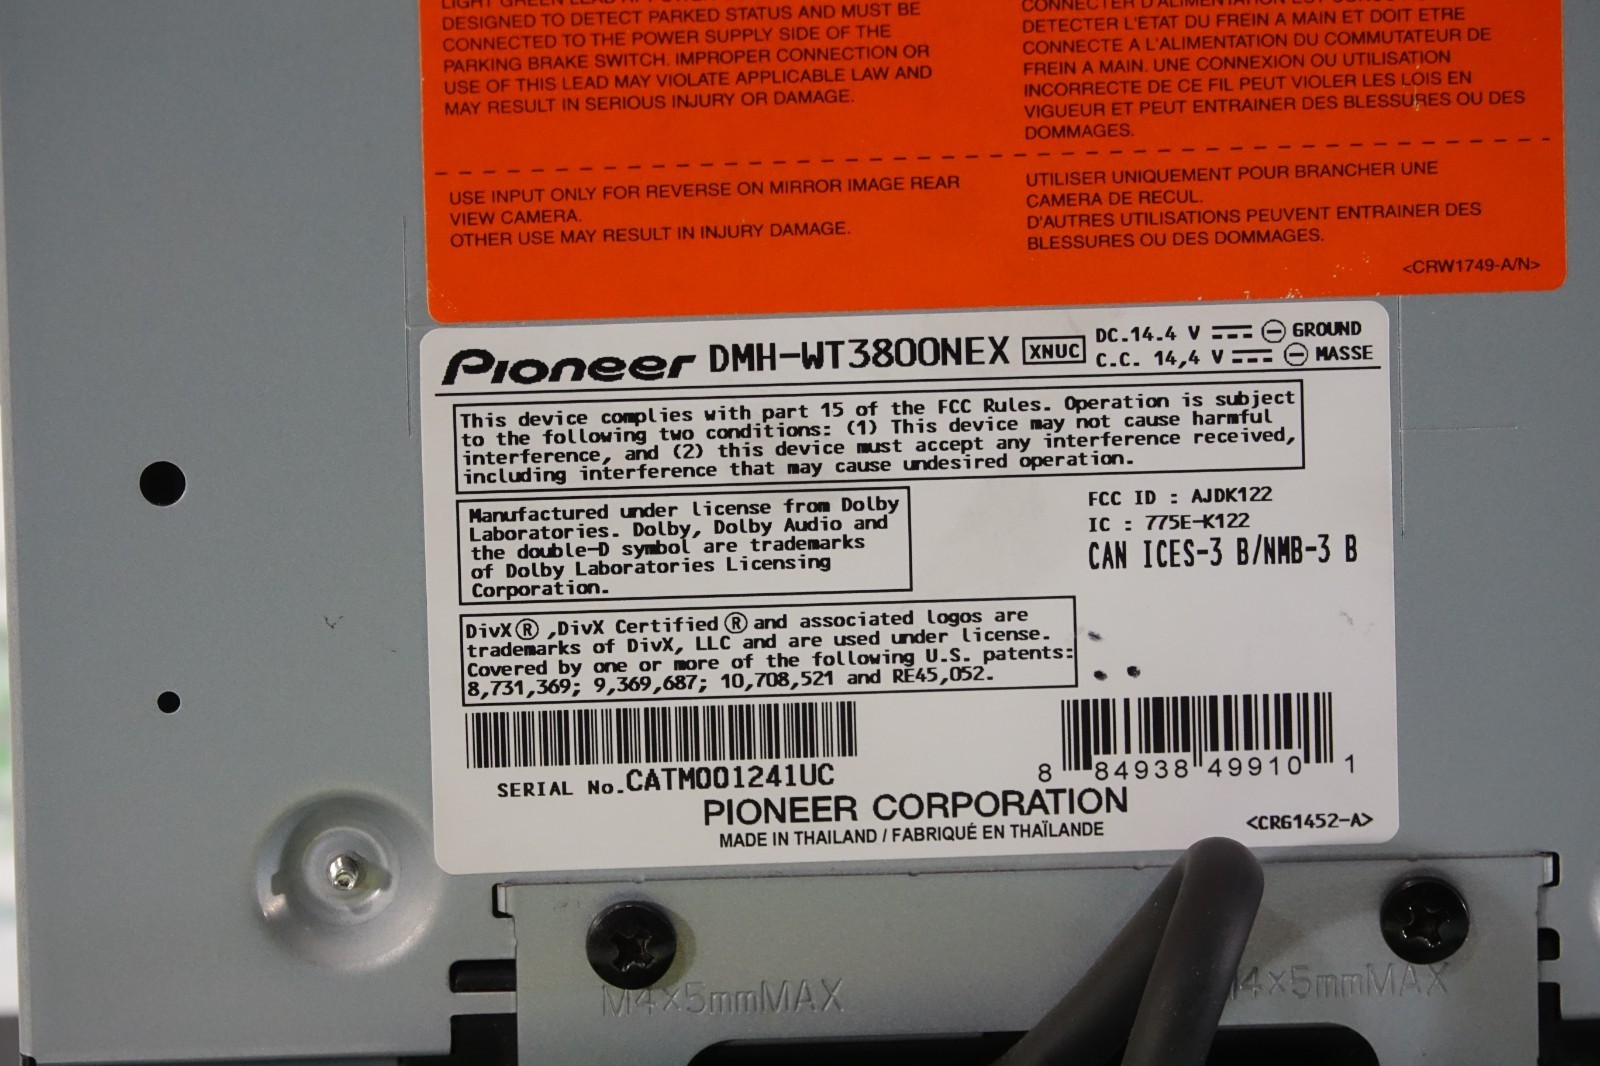 DESIGNED TO DETECT PARKED STATUS AND MUST BE
CONNECTED TO THE POWER SUPPLY SIDE OF THE
PARKING BRAKE SWITCH. IMPROPER CONNECTION OR
USE OF THIS LEAD MAY VIOLATE APPLICABLE LAW AND
MAY RESULT IN SERIOUS INJURY OR DAMAGE.
DETECTER L'ETAT DU FREIN A MAIN ET DOIT ETRE
CONNECTE A L'ALIMENTATION DU COMMUTATEUR DE
FREIN A MAIN. UNE CONNEXION OU UTILISATION
INCORRECTE DE CE FIL PEUT VIOLER LES LOIS EN
VIGUEUR ET PEUT ENTRAINER DES BLESSURES OU DES
DOMMAGES.
USE INPUT ONLY FOR REVERSE ON MIRROR IMAGE REAR
VIEW CAMERA.
OTHER USE MAY RESULT IN INJURY DAMAGE.
UTILISER UNIQUEMENT POUR BRANCHER UNE
CAMERA DE RECUL.
D'AUTRES UTILISATIONS PEUVENT ENTRAINER DES
BLESSURES OU DES DOMMAGES.
<CRW1749-A/N>
Pioneer DMH-WT3800NEX XNUC
DC.14.4 V ⎓ ⊖ GROUND
C.C. 14,4 V ⎓ ⊖ MASSE
This device complies with part 15 of the FCC Rules. Operation is subject
to the following two conditions: (1) This device may not cause harmful
interference, and (2) this device must accept any interference received,
including interference that may cause undesired operation.
Manufactured under license from Dolby
Laboratories. Dolby, Dolby Audio and
the double-D symbol are trademarks
of Dolby Laboratories Licensing
Corporation.
FCC ID : AJDK122
IC : 775E-K122
CAN ICES-3 B/NMB-3 B
DivX® ,DivX Certified® and associated logos are
trademarks of DivX, LLC and are used under license.
Covered by one or more of the following U.S. patents:
8,731,369; 9,369,687; 10,708,521 and RE45,052.
SERIAL No.CATM001241UC
8 84938 49910 1
PIONEER CORPORATION
MADE IN THAILAND / FABRIQUÉ EN THAÏLANDE
<CRG1452-A>
M4×5mmMAX
4×5mmMAX